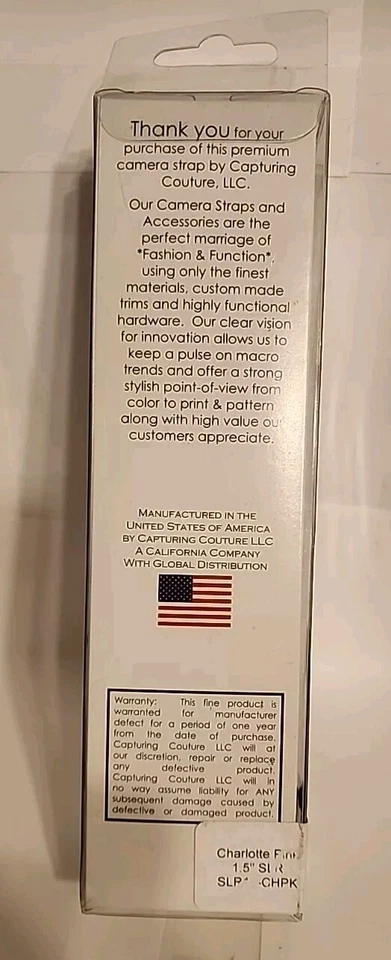 Thank you for your
purchase of this premium
camera strap by Capturing
Couture, LLC.
Our Camera Straps and
Accessories are the
perfect marriage of
*Fashion & Function*,
using only the finest
materials, custom made
trims and highly functional
hardware. Our clear vision
for innovation allows us to
keep a pulse on macro
trends and offer a strong
stylish point-of-view from
color to print & pattern
along with high value our
customers appreciate.
MANUFACTURED IN THE
UNITED STATES OF AMERICA
BY CAPTURING COUTURE LLC
A CALIFORNIA COMPANY
WITH GLOBAL DISTRIBUTION
Warranty: This fine product is
warranted for manufacturer
defect for a period of one year
from the date of purchase.
Capturing Couture LLC will at
our discretion, repair or replace
any defective product.
Capturing Couture LLC will in
no way assume liability for ANY
subsequent damage caused by
defective or damaged product.
Charlotte Pink
1.5" SLR
-CHPK